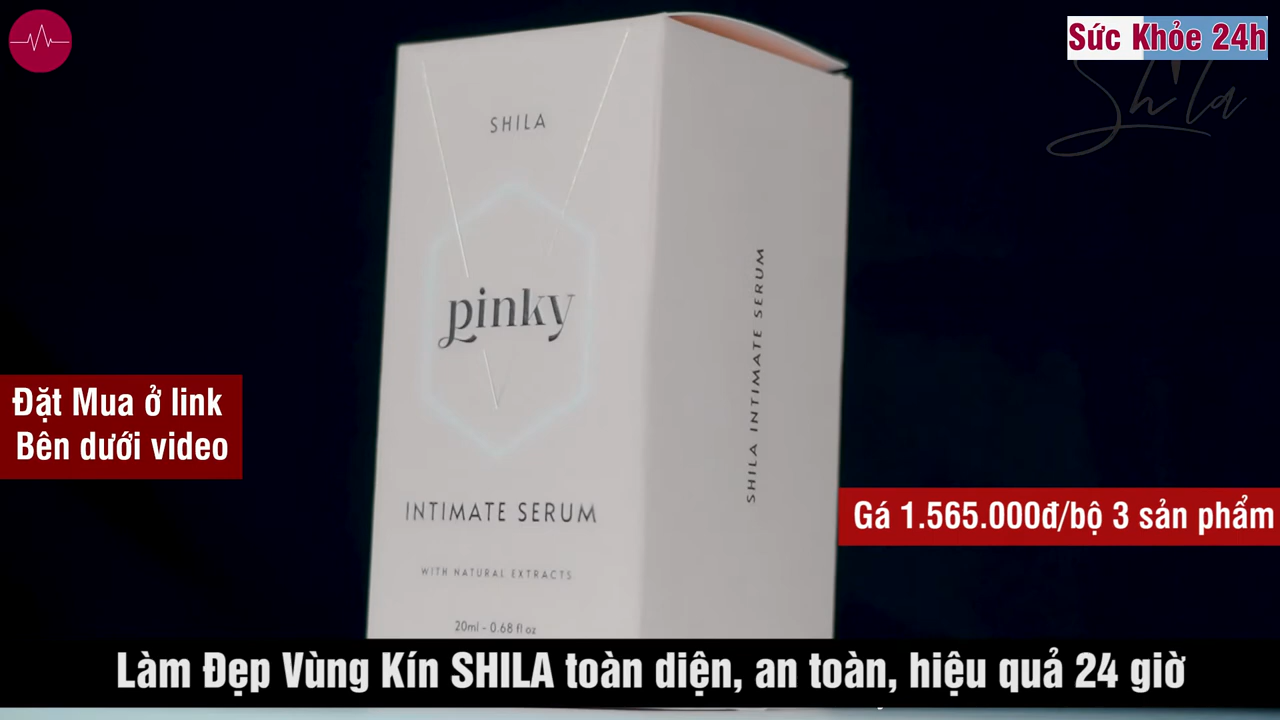 Sức Khỏe 24h
Shila
SHILA
pinky
SHILA INTIMATE SERUM
Đặt Mua ở link
Bên dưới video
INTIMATE SERUM
Gá 1.565.000đ/bộ 3 sản phẩm
WITH NATURAL EXTRACTS
20ml - 0.68 fl oz
Làm Đẹp Vùng Kín SHILA toàn diện, an toàn, hiệu quả 24 giờ